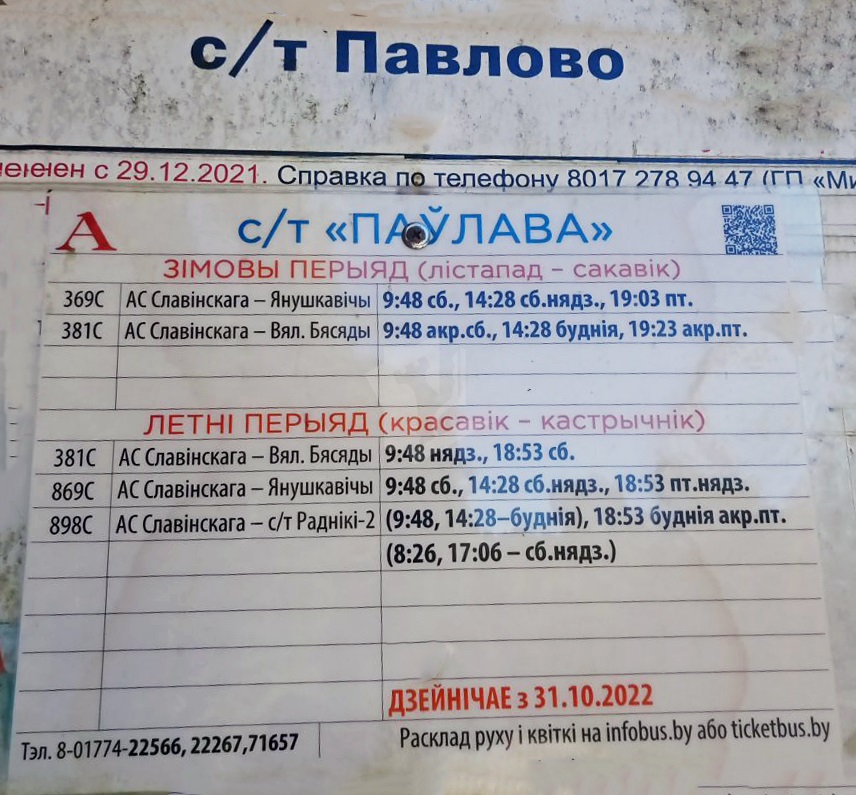 с/т Павлово
с 29.12.2021. Справка по телефону 8017 278 94 47 (ГП «Ми
А с/т «ПАЎЛАВА»
ЗІМОВЫ ПЕРЫЯД (лістапад – сакавік)
369С АС Славінскага – Янушкавічы 9:48 сб., 14:28 сб.нядз., 19:03 пт.
381С АС Славінскага – Вял. Бясяды 9:48 акр.сб., 14:28 буднія, 19:23 акр.пт.
ЛЕТНІ ПЕРЫЯД (красавік – кастрычнік)
381С АС Славінскага – Вял. Бясяды 9:48 нядз., 18:53 сб.
869С АС Славінскага – Янушкавічы 9:48 сб., 14:28 сб.нядз., 18:53 пт.нядз.
898С АС Славінскага – с/т Раднікі-2 (9:48, 14:28–буднія), 18:53 буднія акр.пт.
(8:26, 17:06 – сб.нядз.)
ДЗЕЙНІЧАЕ з 31.10.2022
Тэл. 8-01774-22566, 22267,71657
Расклад руху і квіткі на infobus.by або ticketbus.by